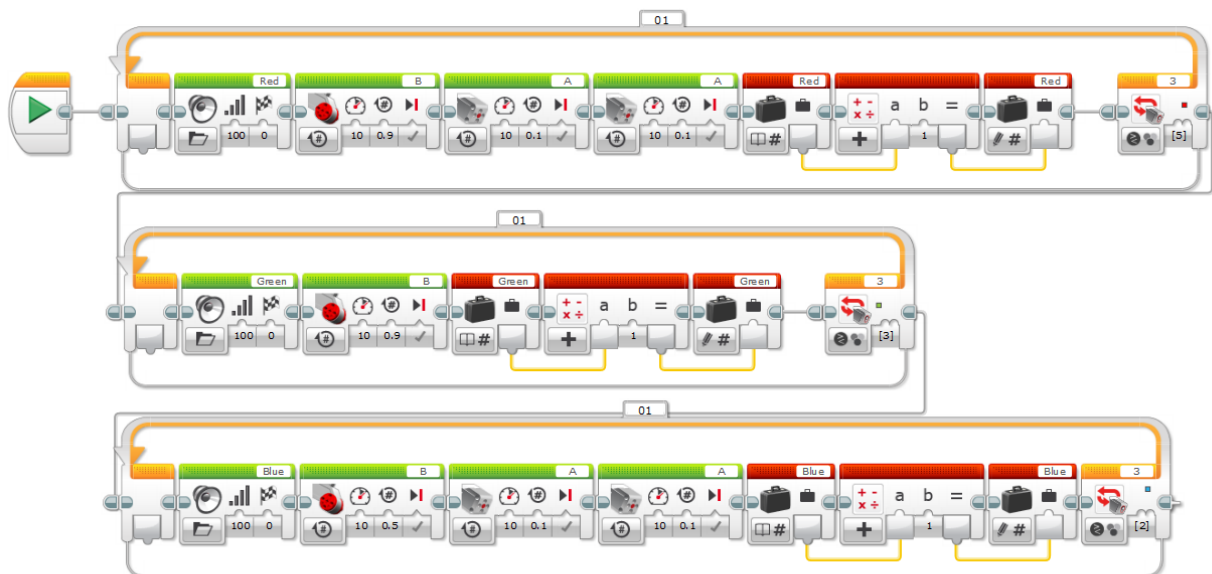 01
Red B A A Red Red 3
a b =
100 0 10 0.9 10 0.1 10 0.1 # 1 # [5]
01
Green B Green Green 3
a b =
100 0 10 0.9 # 1 # [3]
01
Blue B A A Blue Blue 3
a b =
100 0 10 0.5 10 0.1 10 0.1 # 1 # [2]